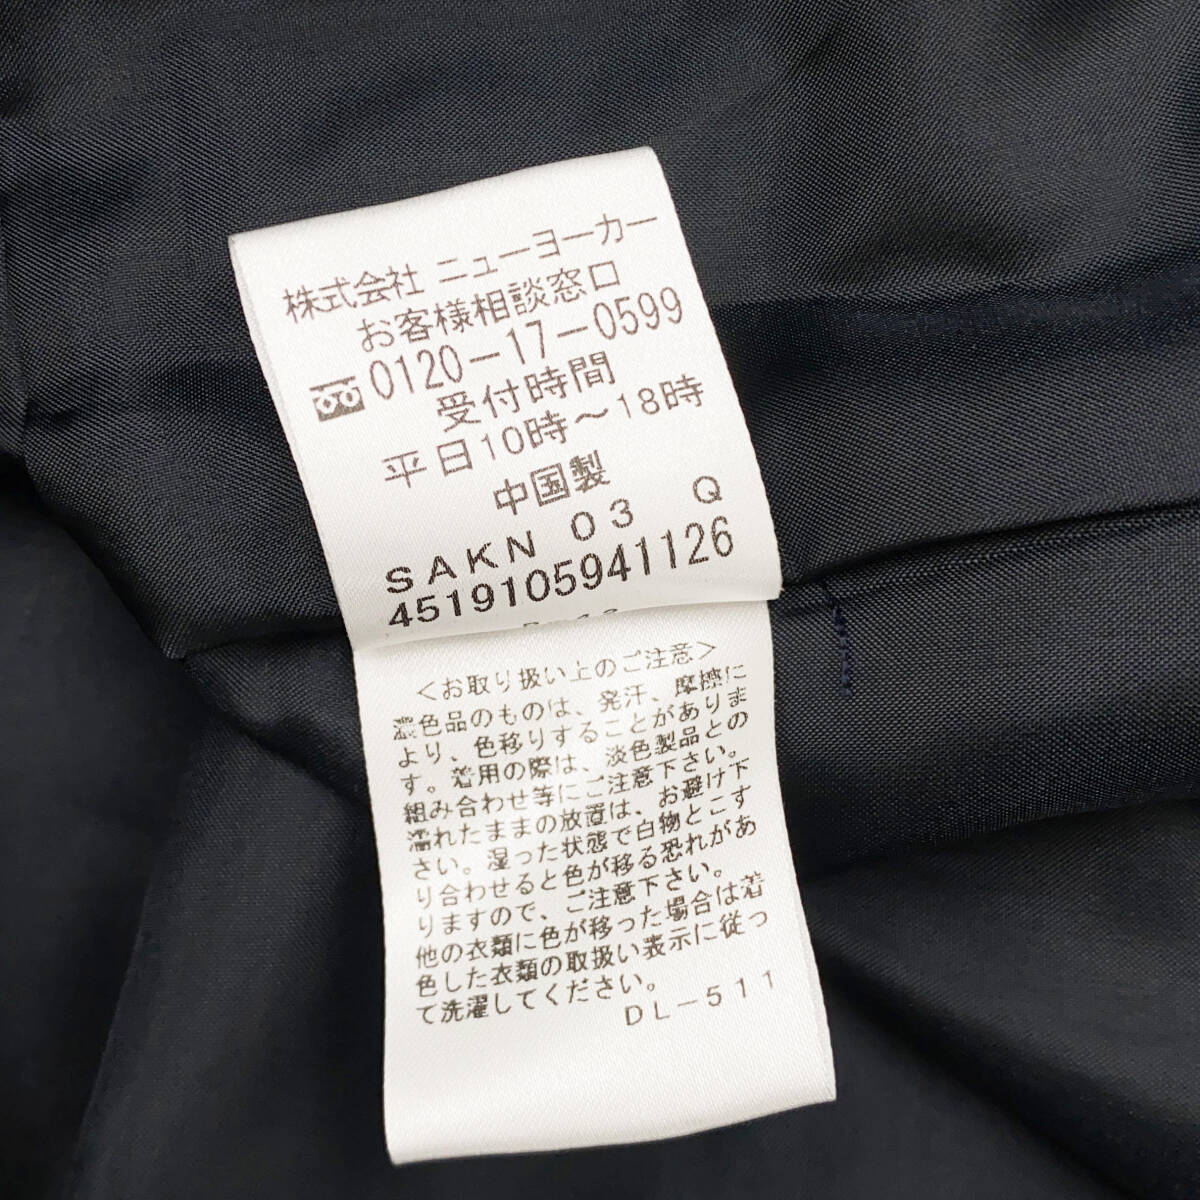 株式会社 ニューヨーカー
お客様相談窓口
0120-17-0599
受付時間
平日10時～18時
中国製
SAKN 03 Q
4519105941126
＜お取り扱い上のご注意＞
濃色品のものは、発汗、摩擦に
より、色移りすることがありま
す。着用の際は、淡色製品との
組み合わせ等にご注意下さい。
濡れたままの放置は、お避け下
さい。湿った状態で白物とこす
り合わせると色が移る恐れがあ
りますので、ご注意下さい。
他の衣類に色が移った場合は着
色した衣類の取扱い表示に従っ
て洗濯してください。
DL-511